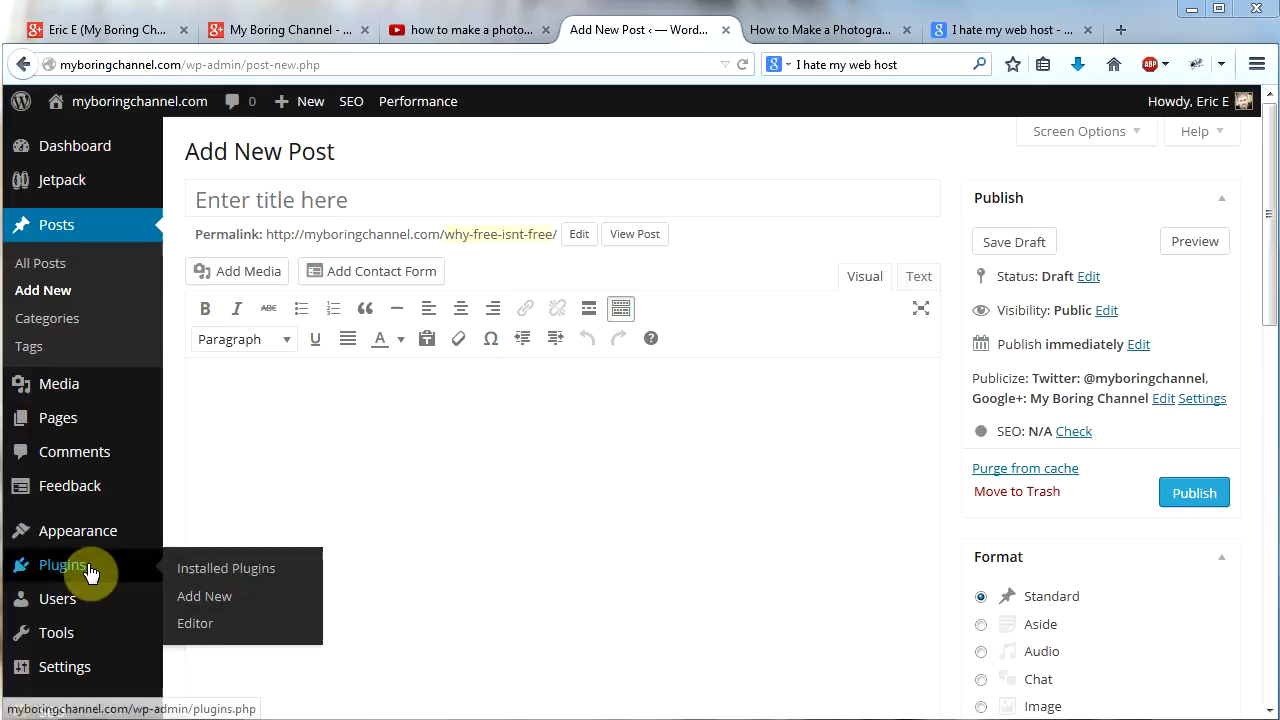 Eric E (My Boring Ch...
My Boring Channel - ...
how to make a photo...
Add New Post ‹ — Word...
How to Make a Photogra...
I hate my web host - ...
myboringchannel.com/wp-admin/post-new.php
I hate my web host
ABP
myboringchannel.com
0
New
SEO
Performance
Howdy, Eric E
Dashboard
Jetpack
Posts
All Posts
Add New
Categories
Tags
Media
Pages
Comments
Feedback
Appearance
Plugins
Users
Tools
Settings
Installed Plugins
Add New
Editor
myboringchannel.com/wp-admin/plugins.php
Screen Options
Help
Add New Post
Enter title here
Permalink: http://myboringchannel.com/why-free-isnt-free/ Edit View Post
Add Media
Add Contact Form
Visual
Text
B I ABC
Paragraph
U
A
Publish
Save Draft
Preview
Status: Draft Edit
Visibility: Public Edit
Publish immediately Edit
Publicize: Twitter: @myboringchannel,
Google+: My Boring Channel Edit Settings
SEO: N/A Check
Purge from cache
Move to Trash
Publish
Format
Standard
Aside
Audio
Chat
Image